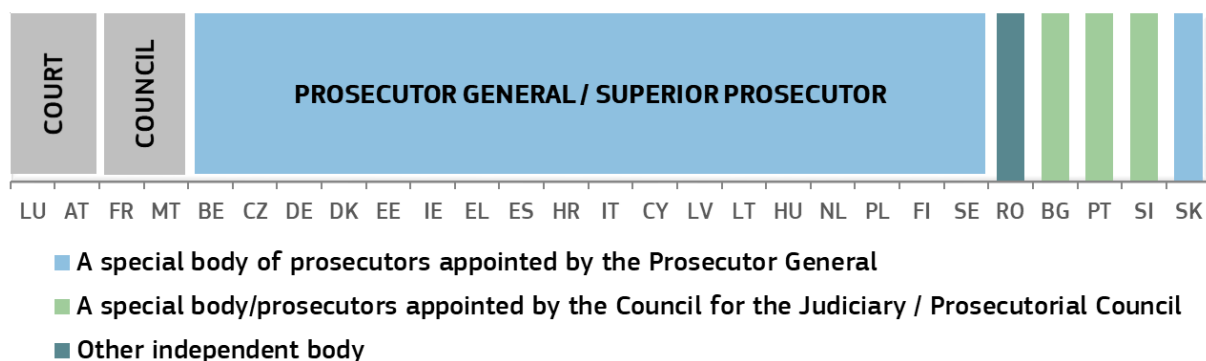 COURT
COUNCIL
PROSECUTOR GENERAL / SUPERIOR PROSECUTOR
LU AT FR MT BE CZ DE DK EE IE EL ES HR IT CY LV LT HU NL PL FI SE RO BG PT SI SK
A special body of prosecutors appointed by the Prosecutor General
A special body/prosecutors appointed by the Council for the Judiciary / Prosecutorial Council
Other independent body